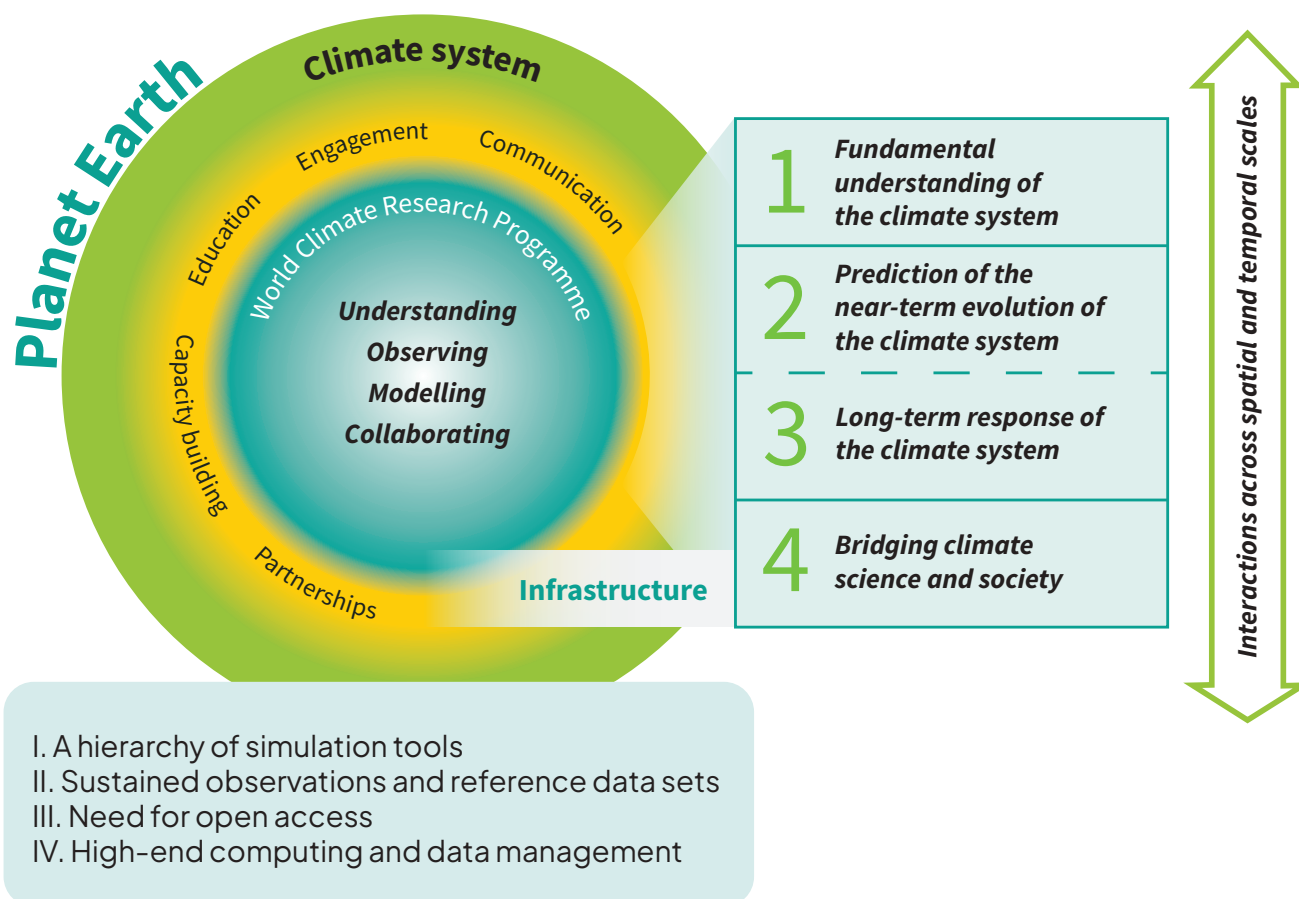 Planet Earth
Climate system
Engagement
Communication
Education
Capacity building
Partnerships
World Climate Research Programme
Understanding
Observing
Modelling
Collaborating
Infrastructure
1
Fundamental
understanding of
the climate system
2
Prediction of the
near-term evolution of
the climate system
3
Long-term response of
the climate system
4
Bridging climate
science and society
Interactions across spatial and temporal scales
I. A hierarchy of simulation tools
II. Sustained observations and reference data sets
III. Need for open access
IV. High-end computing and data management